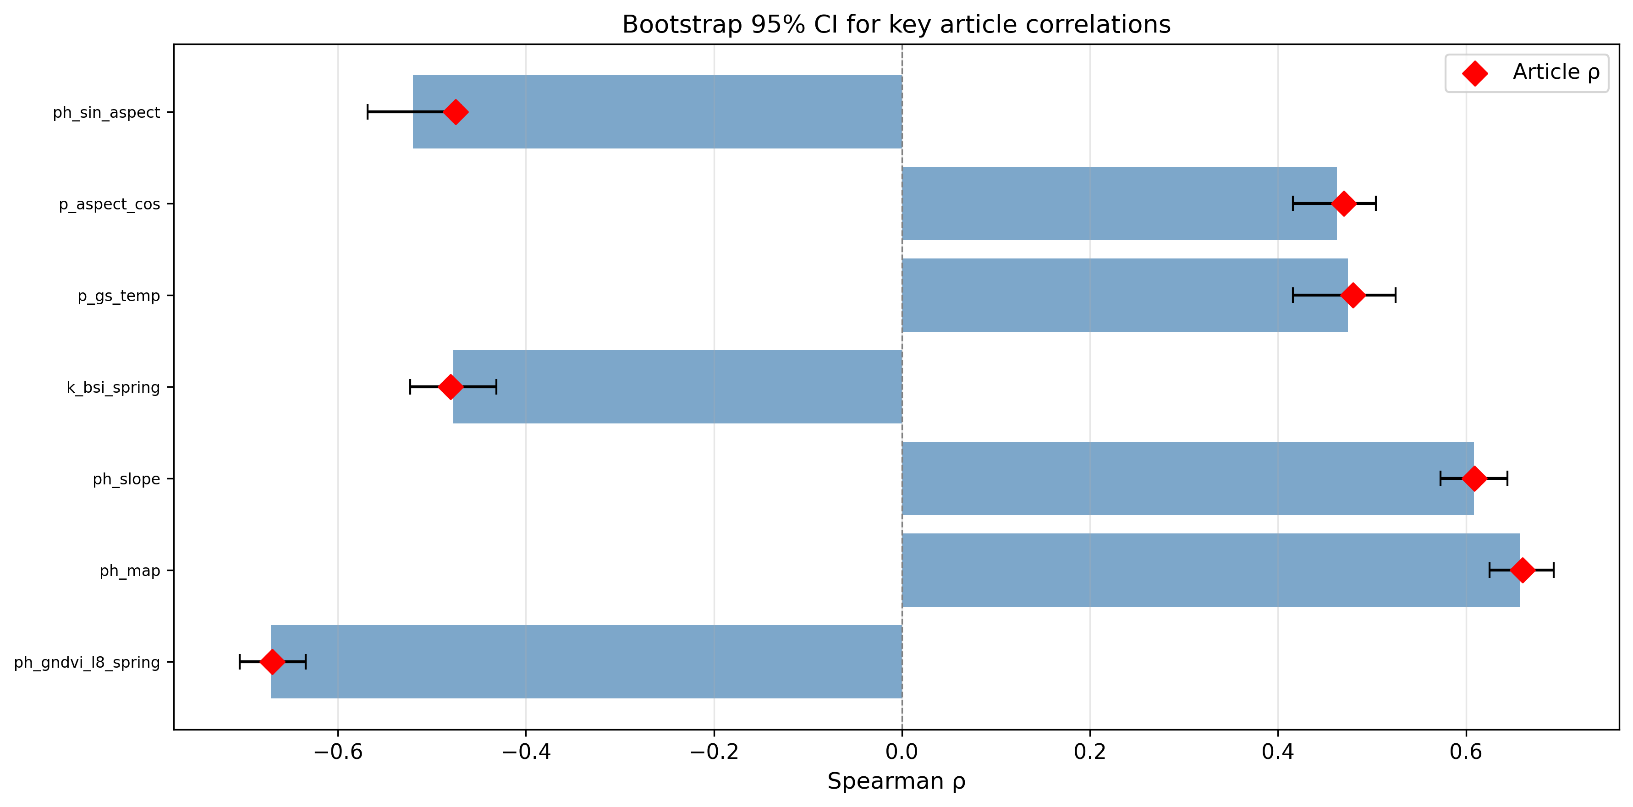 Bootstrap 95% CI for key article correlations
Article ρ
ph_sin_aspect
p_aspect_cos
p_gs_temp
k_bsi_spring
ph_slope
ph_map
ph_gndvi_l8_spring
−0.6 −0.4 −0.2 0.0 0.2 0.4 0.6
Spearman ρ